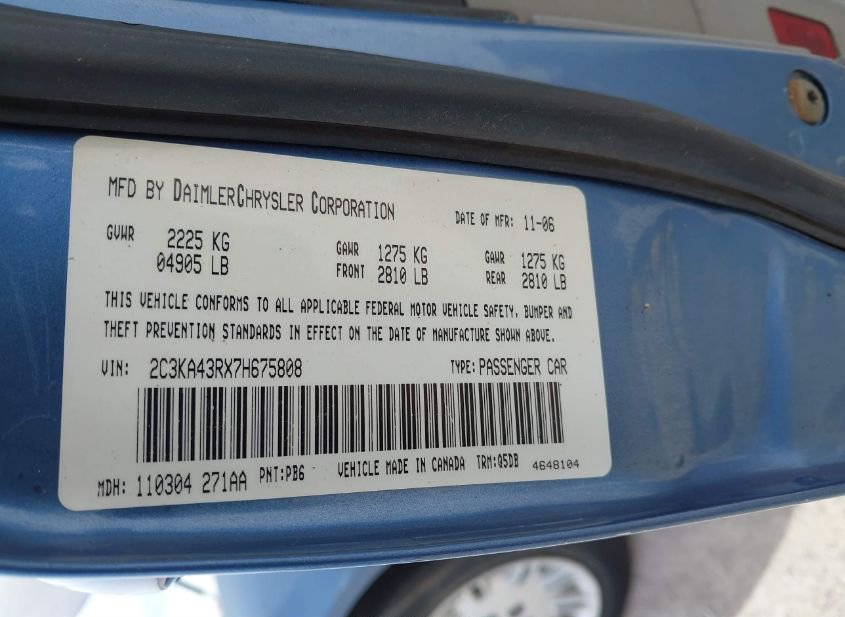 MFD BY DAIMLERCHRYSLER CORPORATION DATE OF MFR: 11-06
GVWR 2225 KG GAWR 1275 KG GAWR 1275 KG
04905 LB FRONT 2810 LB REAR 2810 LB
THIS VEHICLE CONFORMS TO ALL APPLICABLE FEDERAL MOTOR VEHICLE SAFETY, BUMPER AND
THEFT PREVENTION STANDARDS IN EFFECT ON THE DATE OF MANUFACTURE SHOWN ABOVE.
VIN: 2C3KA43RX7H675808 TYPE: PASSENGER CAR
MDH: 110304 271AA PNT:PB6 VEHICLE MADE IN CANADA TRM:Q5DB 4648104